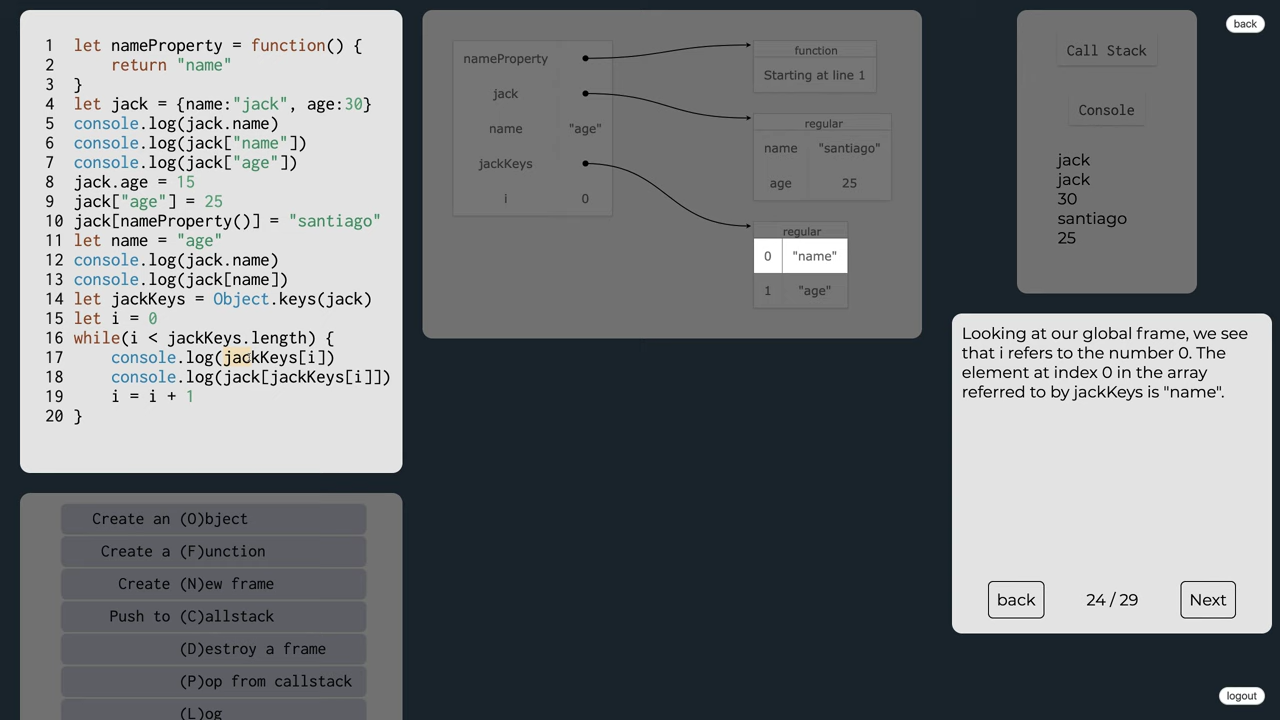 1 let nameProperty = function() {
2 return "name"
3 }
4 let jack = {name:"jack", age:30}
5 console.log(jack.name)
6 console.log(jack["name"])
7 console.log(jack["age"])
8 jack.age = 15
9 jack["age"] = 25
10 jack[nameProperty()] = "santiago"
11 let name = "age"
12 console.log(jack.name)
13 console.log(jack[name])
14 let jackKeys = Object.keys(jack)
15 let i = 0
16 while(i < jackKeys.length) {
17 console.log(jackKeys[i])
18 console.log(jack[jackKeys[i]])
19 i = i + 1
20 }
Create an (O)bject
Create a (F)unction
Create (N)ew frame
Push to (C)allstack
(D)estroy a frame
(P)op from callstack
(L)og
nameProperty
jack
name "age"
jackKeys
i 0
function
Starting at line 1
regular
name "santiago"
age 25
regular
0 "name"
1 "age"
Call Stack
Console
jack
jack
30
santiago
25
back
Looking at our global frame, we see
that i refers to the number 0. The
element at index 0 in the array
referred to by jackKeys is "name".
back 24 / 29 Next
logout